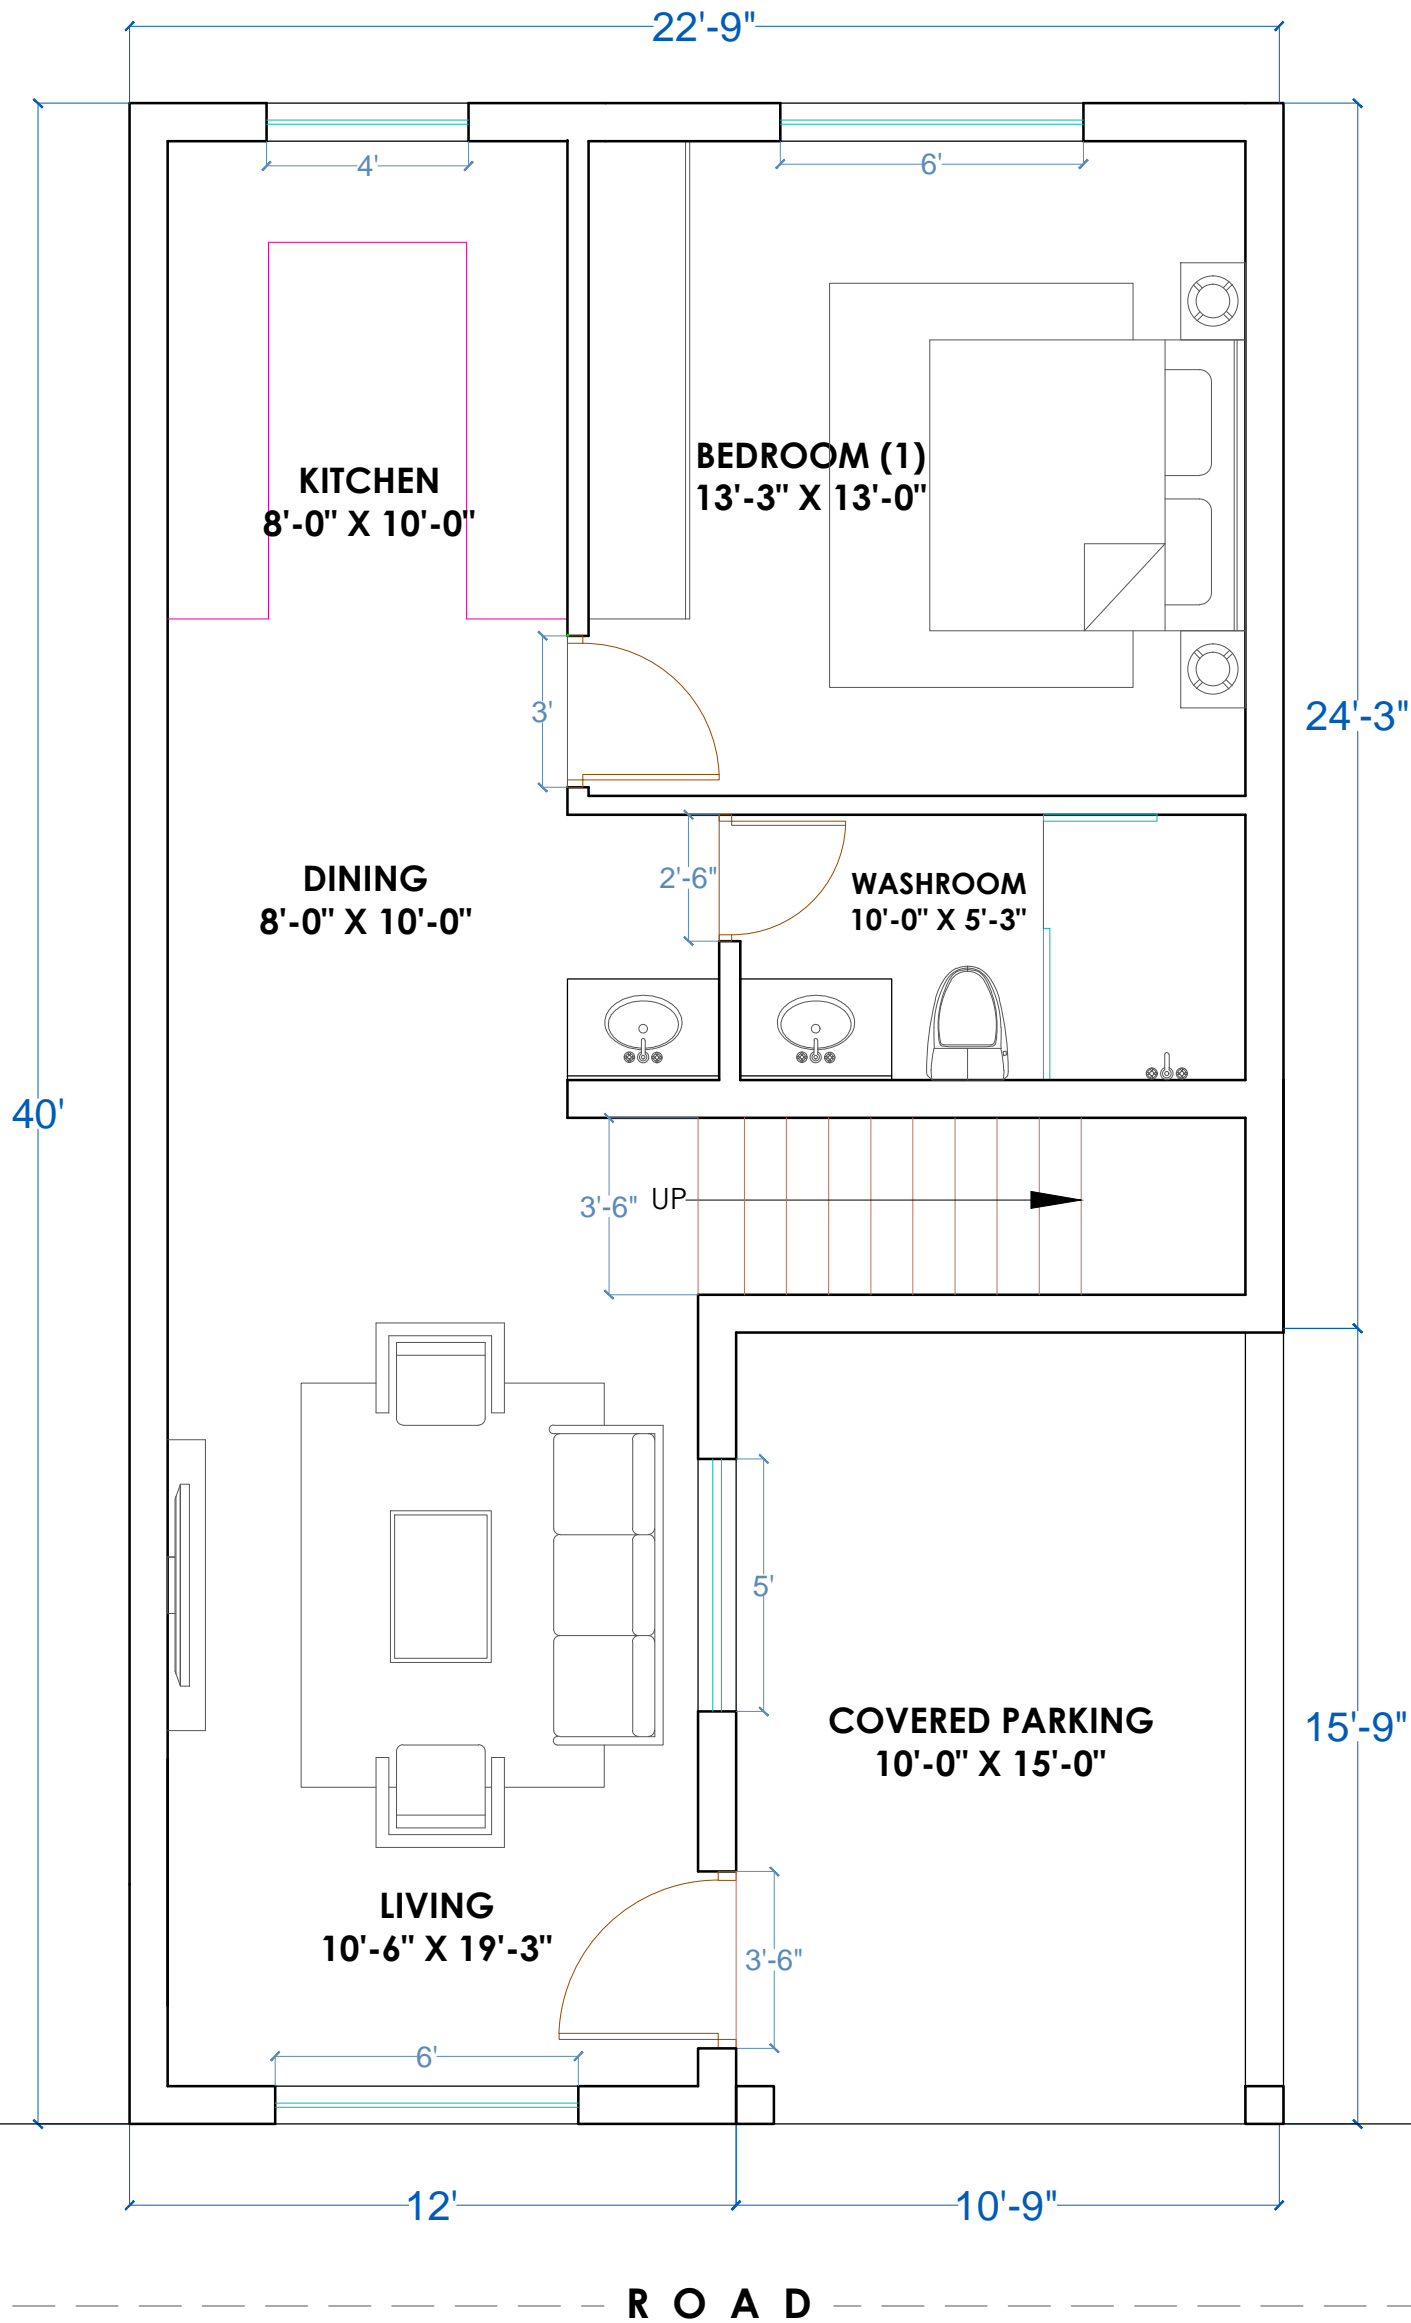 22'-9"
4'
6'
KITCHEN
8'-0" X 10'-0"
BEDROOM (1)
13'-3" X 13'-0"
3'
24'-3"
DINING
8'-0" X 10'-0"
2'-6"
WASHROOM
10'-0" X 5'-3"
40'
3'-6"
UP
5'
COVERED PARKING
10'-0" X 15'-0"
15'-9"
LIVING
10'-6" X 19'-3"
3'-6"
6'
12'
10'-9"
ROAD